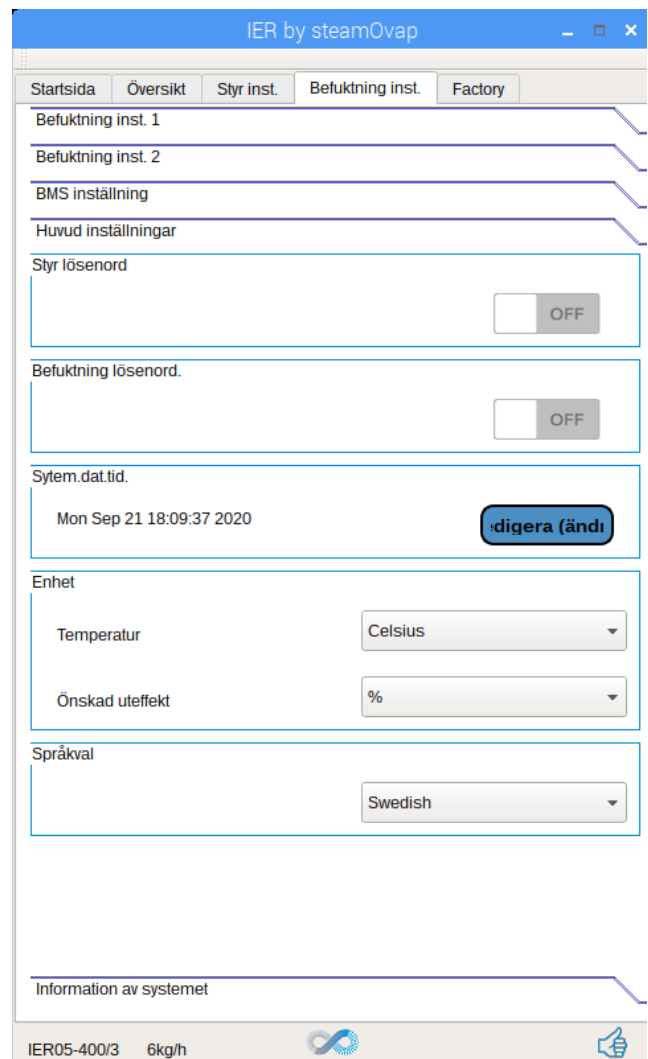 IER by steamOvap
Startsida Översikt Styr inst. Befuktning inst. Factory
Befuktning inst. 1
Befuktning inst. 2
BMS inställning
Huvud inställningar
Styr lösenord
OFF
Befuktning lösenord.
OFF
Sytem.dat.tid.
Mon Sep 21 18:09:37 2020
digera (änd
Enhet
Temperatur Celsius
Önskad uteffekt %
Språkval
Swedish
Information av systemet
IER05-400/3 6kg/h